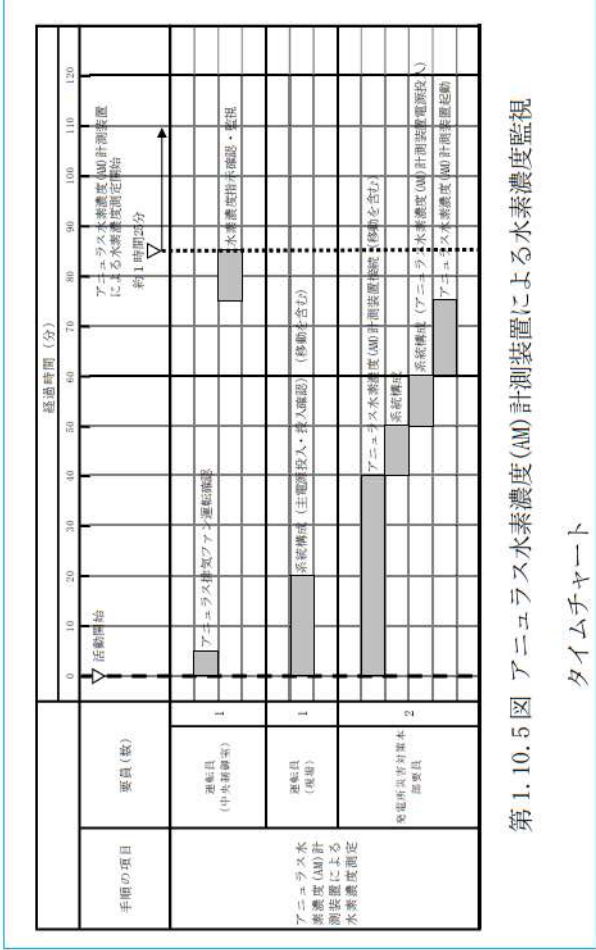 経過時間（分）
手順の項目
要員(数)
0
10
20
30
40
50
60
70
80
90
100
110
120
活動開始
アニュラス水素濃度(AM)計測装置
による水素濃度測定開始
約１時間25分
アニュラス水
素濃度(AM)計
測装置による
水素濃度測定
運転員
(中央制御室)
1
アニュラス排気ファン運転確認
水素濃度指示確認・監視
運転員
(現場)
1
系統構成（主電源投入・投入確認）（移動を含む）
発電所災害対策本
部要員
2
アニュラス水素濃度(AM)計測装置接続（移動を含む）
系統構成
系統構成（アニュラス水素濃度(AM)計測装置電源投入）
アニュラス水素濃度(AM)計測装置起動
第1.10.5図 アニュラス水素濃度(AM)計測装置による水素濃度監視
タイムチャート